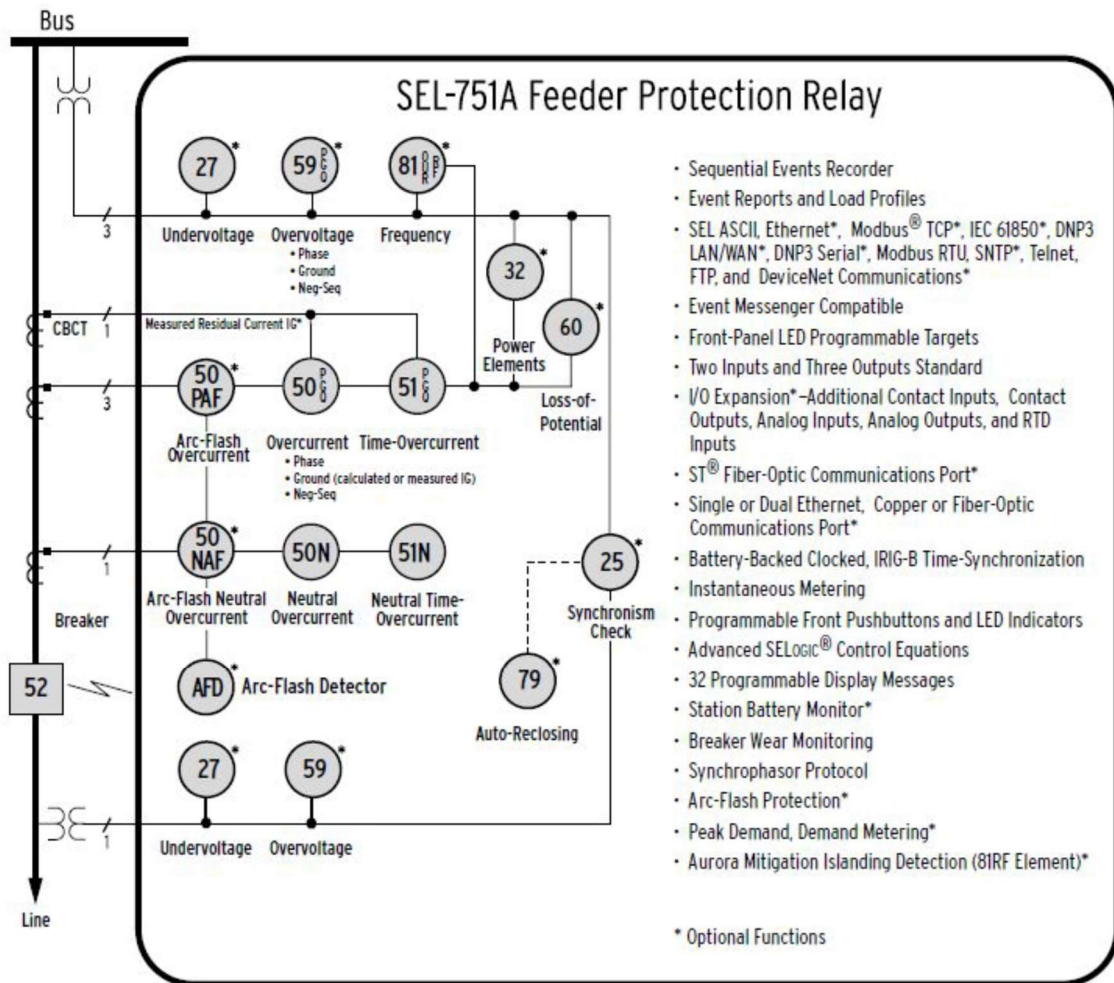 Bus
SEL-751A Feeder Protection Relay
27 *
59 PGQ *
81 ODR RF *
3
Undervoltage
Overvoltage
• Phase
• Ground
• Neg-Seq
Frequency
32 *
Power
Elements
60 *
Loss-of-
Potential
CBCT
1
Measured Residual Current IG*
3
50
PAF *
50 PGQ
51 PGQ
Arc-Flash
Overcurrent
Overcurrent
• Phase
• Ground (calculated or measured IG)
• Neg-Seq
Time-Overcurrent
1
50
NAF *
50N
51N
Arc-Flash Neutral
Overcurrent
Neutral
Overcurrent
Neutral Time-
Overcurrent
25 *
Synchronism
Check
Breaker
52
AFD *
Arc-Flash Detector
79 *
Auto-Reclosing
27 *
59 *
1
Undervoltage
Overvoltage
Line
· Sequential Events Recorder
· Event Reports and Load Profiles
· SEL ASCII, Ethernet*, Modbus® TCP*, IEC 61850*, DNP3
LAN/WAN*, DNP3 Serial*, Modbus RTU, SNTP*, Telnet,
FTP, and DeviceNet Communications*
· Event Messenger Compatible
· Front-Panel LED Programmable Targets
· Two Inputs and Three Outputs Standard
· I/O Expansion*-Additional Contact Inputs, Contact
Outputs, Analog Inputs, Analog Outputs, and RTD
Inputs
· ST® Fiber-Optic Communications Port*
· Single or Dual Ethernet, Copper or Fiber-Optic
Communications Port*
· Battery-Backed Clocked, IRIG-B Time-Synchronization
· Instantaneous Metering
· Programmable Front Pushbuttons and LED Indicators
· Advanced SELOGIC® Control Equations
· 32 Programmable Display Messages
· Station Battery Monitor*
· Breaker Wear Monitoring
· Synchrophasor Protocol
· Arc-Flash Protection*
· Peak Demand, Demand Metering*
· Aurora Mitigation Islanding Detection (81RF Element)*
* Optional Functions